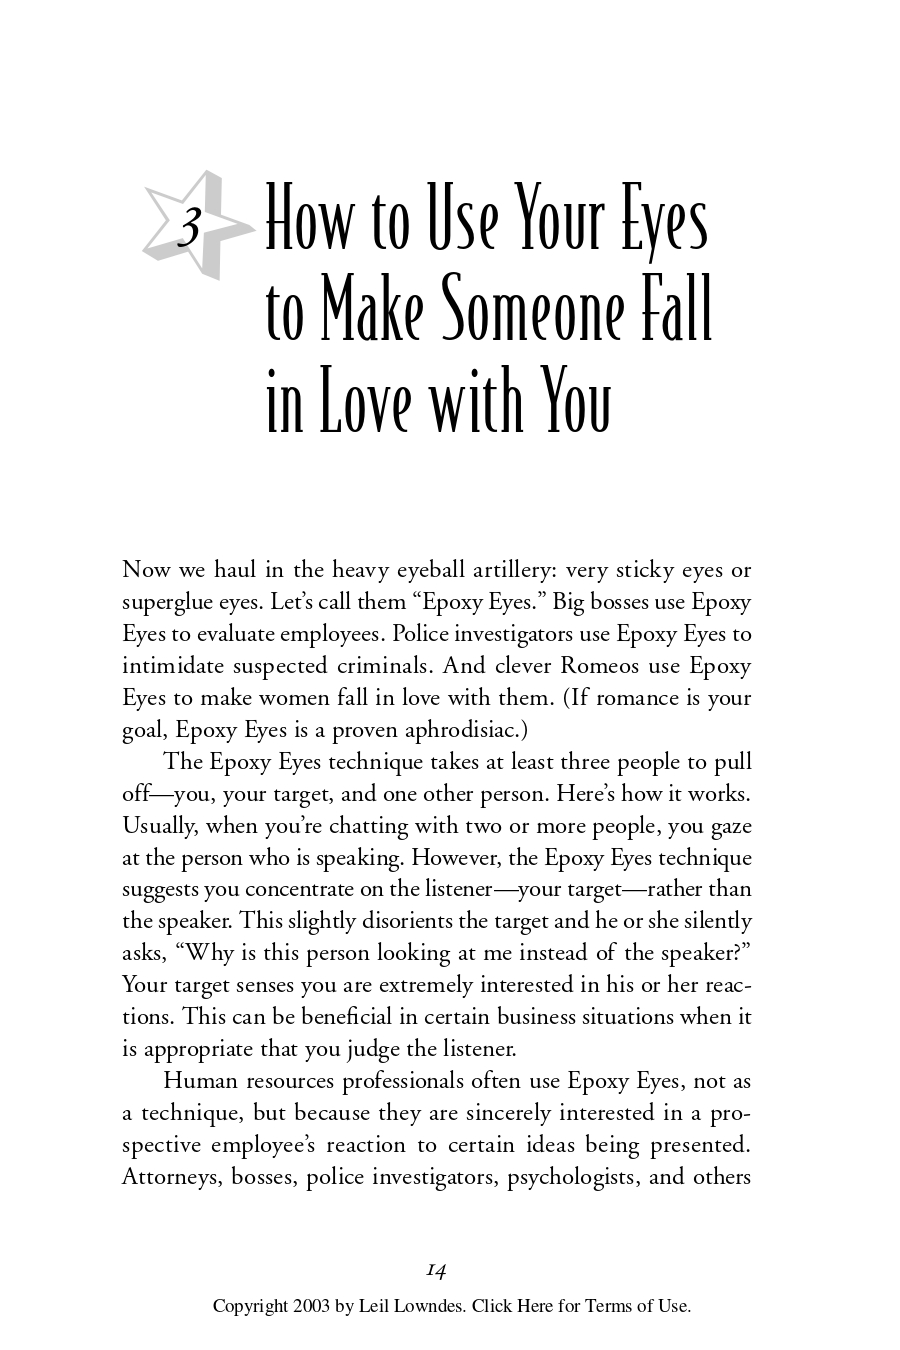 3
How to Use Your Eyes
to Make Someone Fall
in Love with You
Now we haul in the heavy eyeball artillery: very sticky eyes or
superglue eyes. Let’s call them “Epoxy Eyes.” Big bosses use Epoxy
Eyes to evaluate employees. Police investigators use Epoxy Eyes to
intimidate suspected criminals. And clever Romeos use Epoxy
Eyes to make women fall in love with them. (If romance is your
goal, Epoxy Eyes is a proven aphrodisiac.)
The Epoxy Eyes technique takes at least three people to pull
off—you, your target, and one other person. Here’s how it works.
Usually, when you’re chatting with two or more people, you gaze
at the person who is speaking. However, the Epoxy Eyes technique
suggests you concentrate on the listener—your target—rather than
the speaker. This slightly disorients the target and he or she silently
asks, “Why is this person looking at me instead of the speaker?”
Your target senses you are extremely interested in his or her reac-
tions. This can be beneficial in certain business situations when it
is appropriate that you judge the listener.
Human resources professionals often use Epoxy Eyes, not as
a technique, but because they are sincerely interested in a pro-
spective employee’s reaction to certain ideas being presented.
Attorneys, bosses, police investigators, psychologists, and others
14
Copyright 2003 by Leil Lowndes. Click Here for Terms of Use.